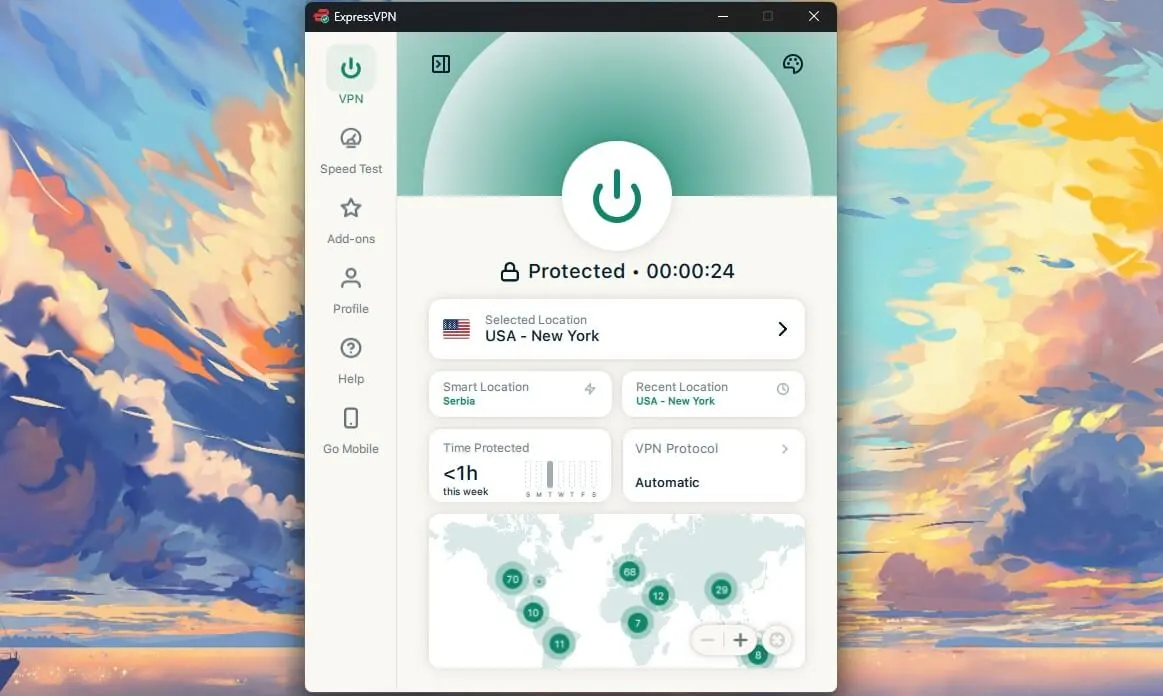 ExpressVPN
VPN
Speed Test
Add-ons
Profile
Help
Go Mobile
Protected • 00:00:24
Selected Location
USA - New York
Smart Location
Serbia
Recent Location
USA - New York
Time Protected
<1h
this week
S M T W T F S
VPN Protocol
Automatic
70
68
12
29
10
7
11
8